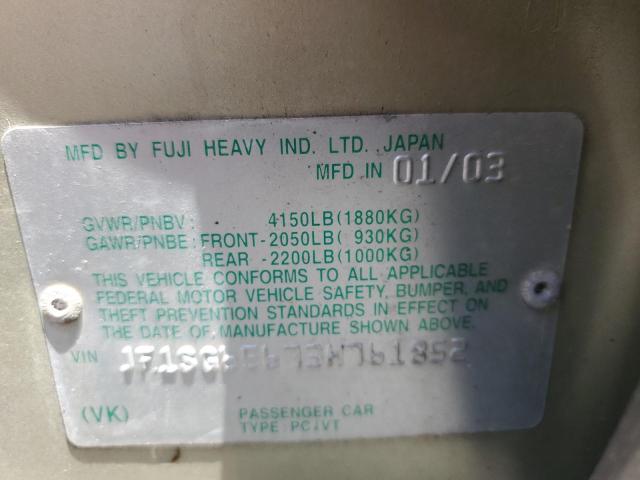 MFD BY FUJI HEAVY IND. LTD. JAPAN
MFD IN 01/03
GVWR/PNBV: 4150LB(1880KG)
GAWR/PNBE: FRONT-2050LB( 930KG)
REAR -2200LB(1000KG)
THIS VEHICLE CONFORMS TO ALL APPLICABLE
FEDERAL MOTOR VEHICLE SAFETY, BUMPER, AND
THEFT PREVENTION STANDARDS IN EFFECT ON
THE DATE OF MANUFACTURE SHOWN ABOVE.
VIN
(VK) PASSENGER CAR
TYPE PC/VT